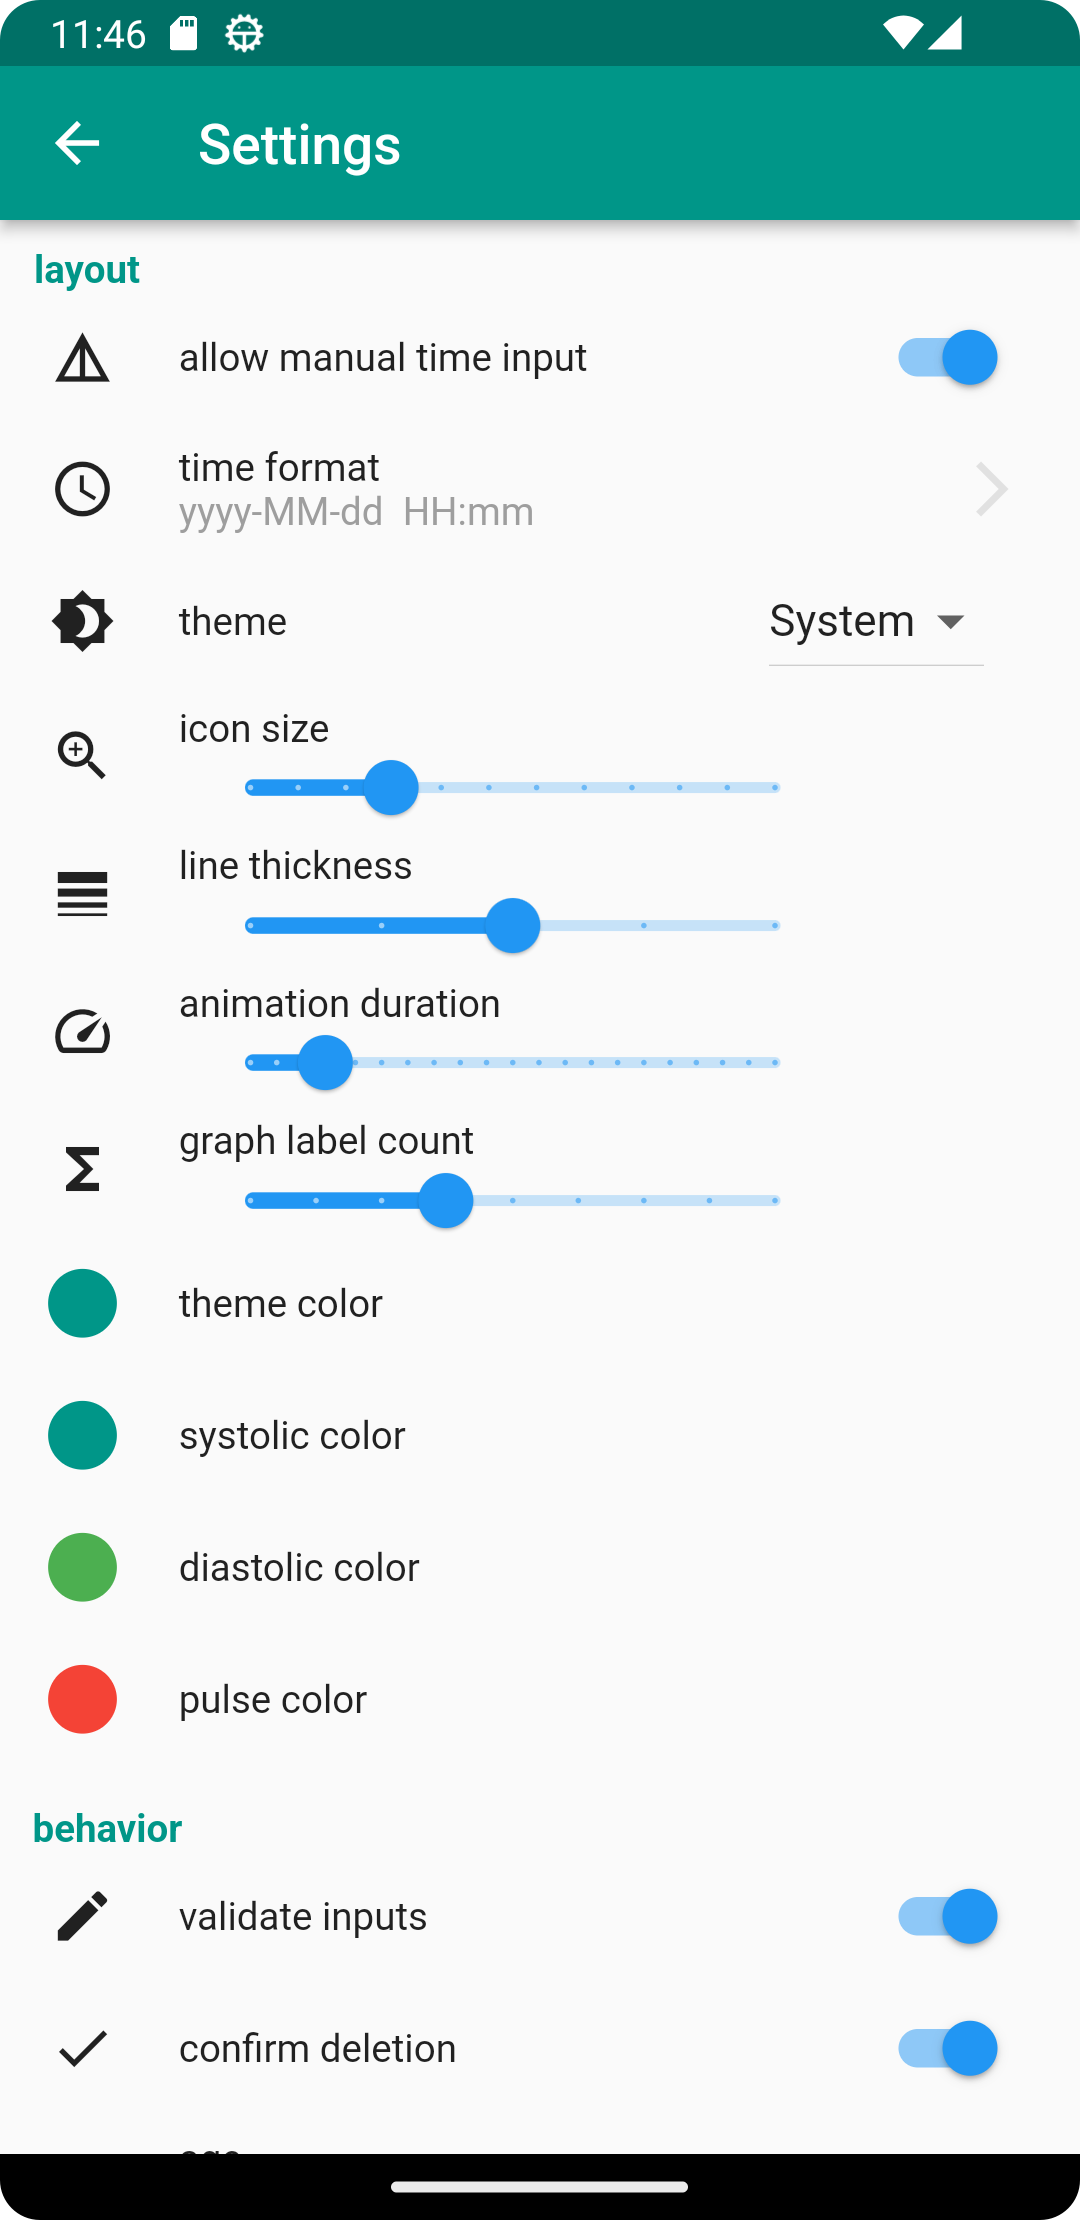 11:46
Settings
layout
allow manual time input
time format
yyyy-MM-dd  HH:mm
theme
System
icon size
line thickness
animation duration
graph label count
theme color
systolic color
diastolic color
pulse color
behavior
validate inputs
confirm deletion